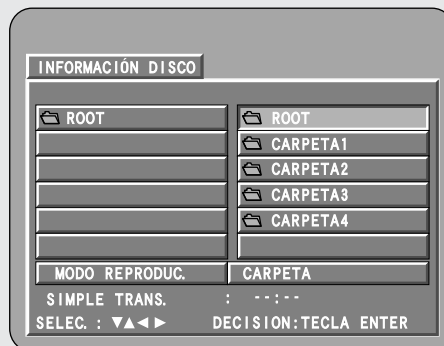 INFORMACIÓN DISCO
ROOT ROOT
CARPETA1
CARPETA2
CARPETA3
CARPETA4
MODO REPRODUC. CARPETA
SIMPLE TRANS. : --:--
SELEC. : ▼▲◀ ▶ DECISION:TECLA ENTER